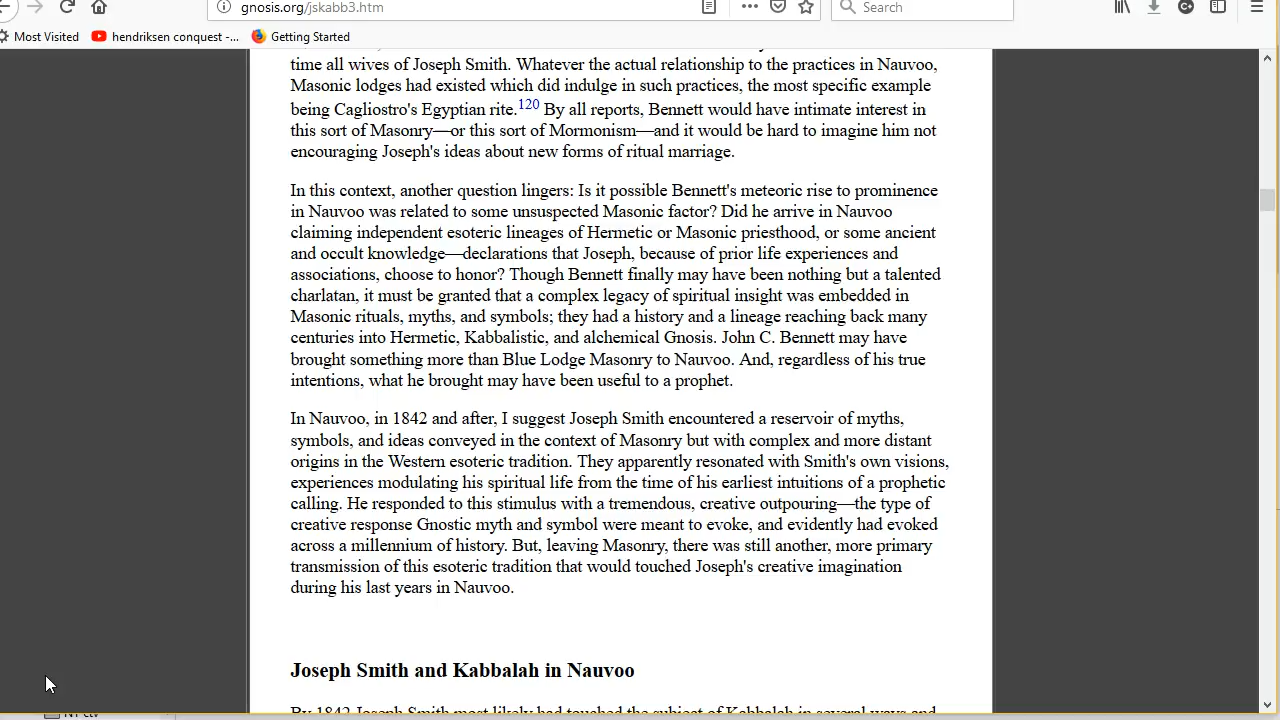 gnosis.org/jskabb3.htm
Search
Most Visited
hendriksen conquest -...
Getting Started
time all wives of Joseph Smith. Whatever the actual relationship to the practices in Nauvoo,
Masonic lodges had existed which did indulge in such practices, the most specific example
being Cagliostro's Egyptian rite.120 By all reports, Bennett would have intimate interest in
this sort of Masonry—or this sort of Mormonism—and it would be hard to imagine him not
encouraging Joseph's ideas about new forms of ritual marriage.
In this context, another question lingers: Is it possible Bennett's meteoric rise to prominence
in Nauvoo was related to some unsuspected Masonic factor? Did he arrive in Nauvoo
claiming independent esoteric lineages of Hermetic or Masonic priesthood, or some ancient
and occult knowledge—declarations that Joseph, because of prior life experiences and
associations, choose to honor? Though Bennett finally may have been nothing but a talented
charlatan, it must be granted that a complex legacy of spiritual insight was embedded in
Masonic rituals, myths, and symbols; they had a history and a lineage reaching back many
centuries into Hermetic, Kabbalistic, and alchemical Gnosis. John C. Bennett may have
brought something more than Blue Lodge Masonry to Nauvoo. And, regardless of his true
intentions, what he brought may have been useful to a prophet.
In Nauvoo, in 1842 and after, I suggest Joseph Smith encountered a reservoir of myths,
symbols, and ideas conveyed in the context of Masonry but with complex and more distant
origins in the Western esoteric tradition. They apparently resonated with Smith's own visions,
experiences modulating his spiritual life from the time of his earliest intuitions of a prophetic
calling. He responded to this stimulus with a tremendous, creative outpouring—the type of
creative response Gnostic myth and symbol were meant to evoke, and evidently had evoked
across a millennium of history. But, leaving Masonry, there was still another, more primary
transmission of this esoteric tradition that would touched Joseph's creative imagination
during his last years in Nauvoo.
Joseph Smith and Kabbalah in Nauvoo
By 1842 Joseph Smith most likely had touched the subject of Kabbalah in several ways and